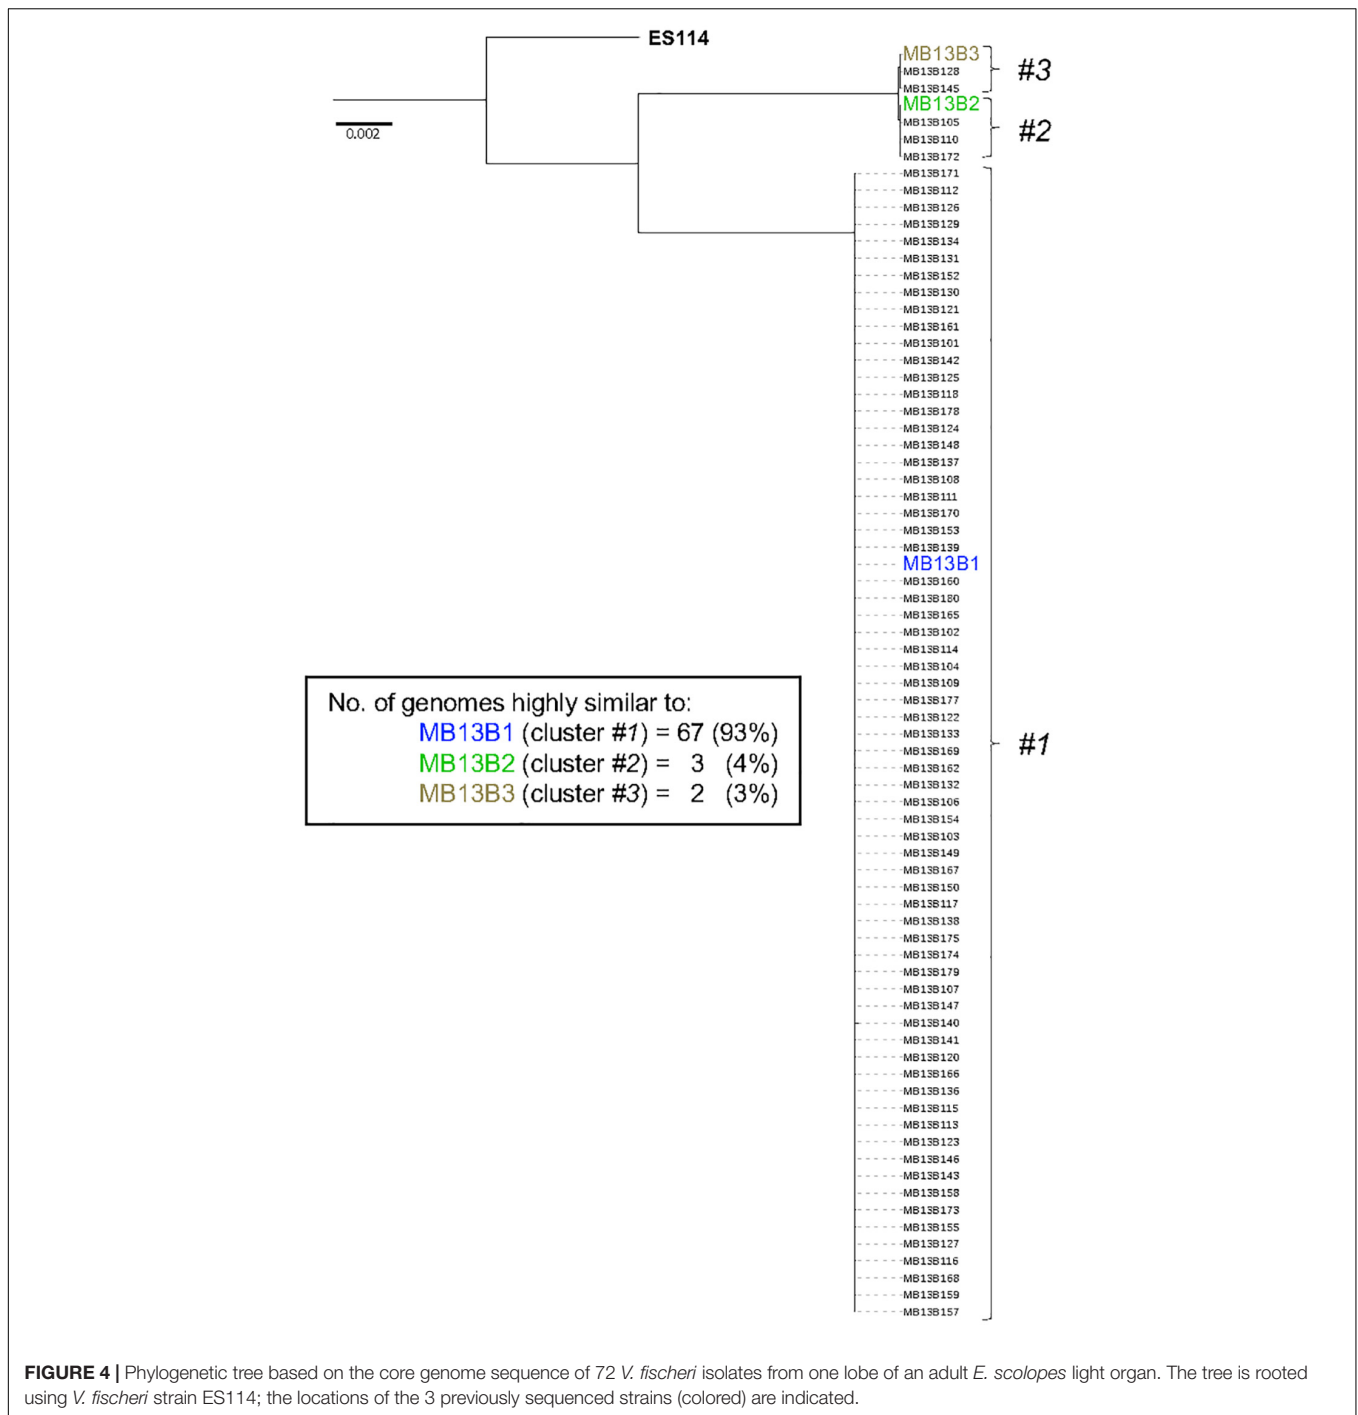 ES114
MB13B3
MB13B128
MB13B145
#3
MB13B2
MB13B105
MB13B110
MB13B172
#2
0.002
MB13B171
MB13B112
MB13B126
MB13B129
MB13B134
MB13B131
MB13B152
MB13B130
MB13B121
MB13B161
MB13B101
MB13B142
MB13B125
MB13B118
MB13B178
MB13B124
MB13B148
MB13B137
MB13B108
MB13B111
MB13B170
MB13B153
MB13B139
MB13B1
MB13B160
MB13B180
MB13B165
MB13B102
MB13B114
MB13B104
MB13B109
MB13B177
MB13B122
MB13B133
MB13B169
MB13B162
MB13B132
MB13B106
MB13B154
MB13B103
MB13B149
MB13B167
MB13B150
MB13B117
MB13B138
MB13B175
MB13B174
MB13B179
MB13B107
MB13B147
MB13B140
MB13B141
MB13B120
MB13B166
MB13B136
MB13B115
MB13B113
MB13B123
MB13B146
MB13B143
MB13B158
MB13B173
MB13B155
MB13B127
MB13B116
MB13B168
MB13B159
MB13B157
#1
No. of genomes highly similar to:
MB13B1 (cluster #1) = 67 (93%)
MB13B2 (cluster #2) = 3 (4%)
MB13B3 (cluster #3) = 2 (3%)
FIGURE 4 | Phylogenetic tree based on the core genome sequence of 72 V. fischeri isolates from one lobe of an adult E. scolopes light organ. The tree is rooted
using V. fischeri strain ES114; the locations of the 3 previously sequenced strains (colored) are indicated.